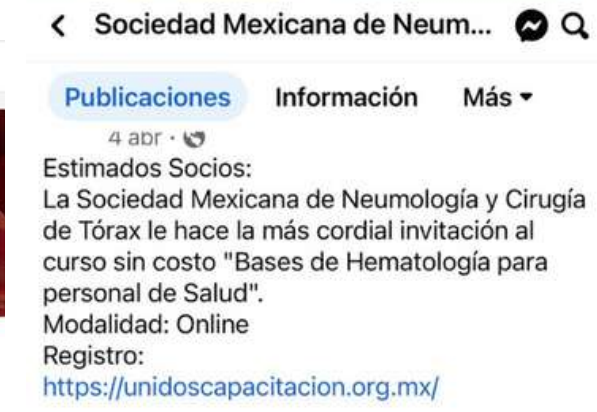 Sociedad Mexicana de Neum...
Publicaciones Información Más
4 abr ·
Estimados Socios:
La Sociedad Mexicana de Neumología y Cirugía
de Tórax le hace la más cordial invitación al
curso sin costo "Bases de Hematología para
personal de Salud".
Modalidad: Online
Registro:
https://unidoscapacitacion.org.mx/